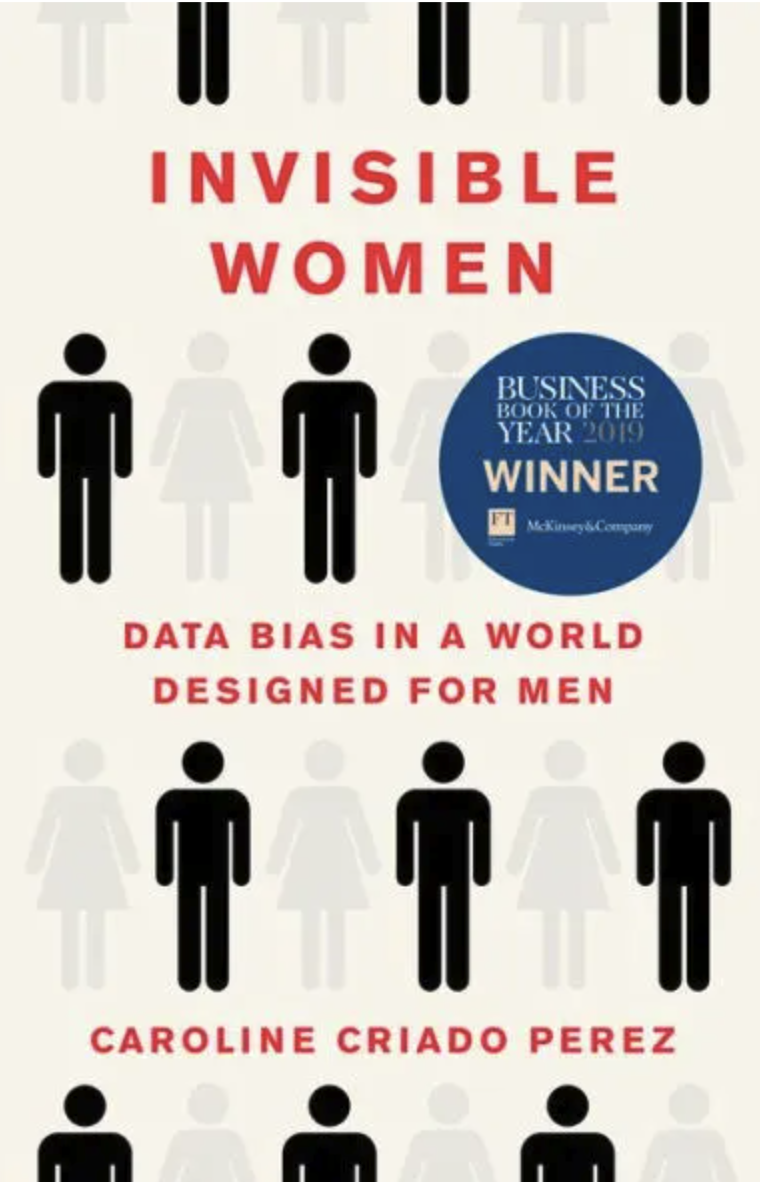 INVISIBLE
WOMEN
BUSINESS
BOOK OF THE
YEAR 2019
WINNER
FT
McKinsey&Company
DATA BIAS IN A WORLD
DESIGNED FOR MEN
CAROLINE CRIADO PEREZ